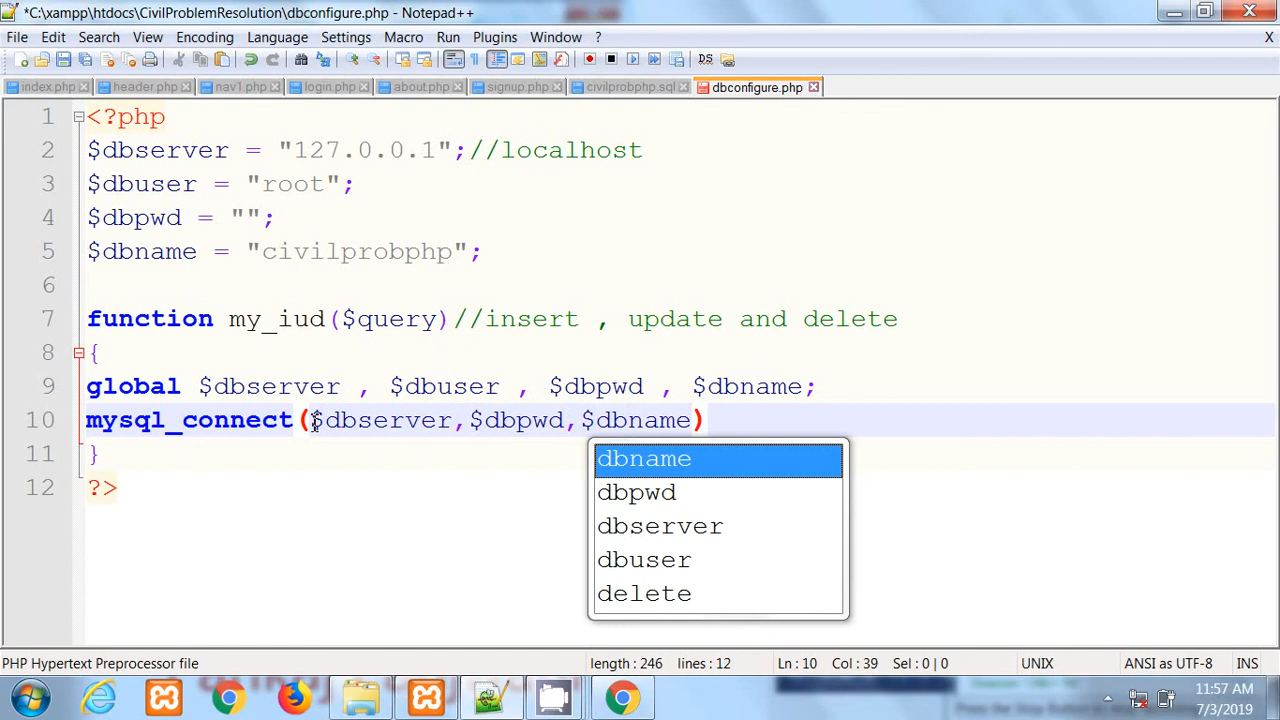 *C:\xampp\htdocs\CivilProblemResolution\dbconfigure.php - Notepad++
File Edit Search View Encoding Language Settings Macro Run Plugins Window ? X
index.php header.php nav1.php login.php about.php signup.php civilprobphp.sql dbconfigure.php
1 <?php
2 $dbserver = "127.0.0.1";//localhost
3 $dbuser = "root";
4 $dbpwd = "";
5 $dbname = "civilprobphp";
6
7 function my_iud($query)//insert , update and delete
8 {
9 global $dbserver , $dbuser , $dbpwd , $dbname;
10 mysql_connect($dbserver,$dbpwd,$dbname)
11 }
12 ?>
dbname
dbpwd
dbserver
dbuser
delete
PHP Hypertext Preprocessor file length : 246 lines : 12 Ln : 10 Col : 39 Sel : 0 | 0 UNIX ANSI as UTF-8 INS
11:57 AM
7/3/2019